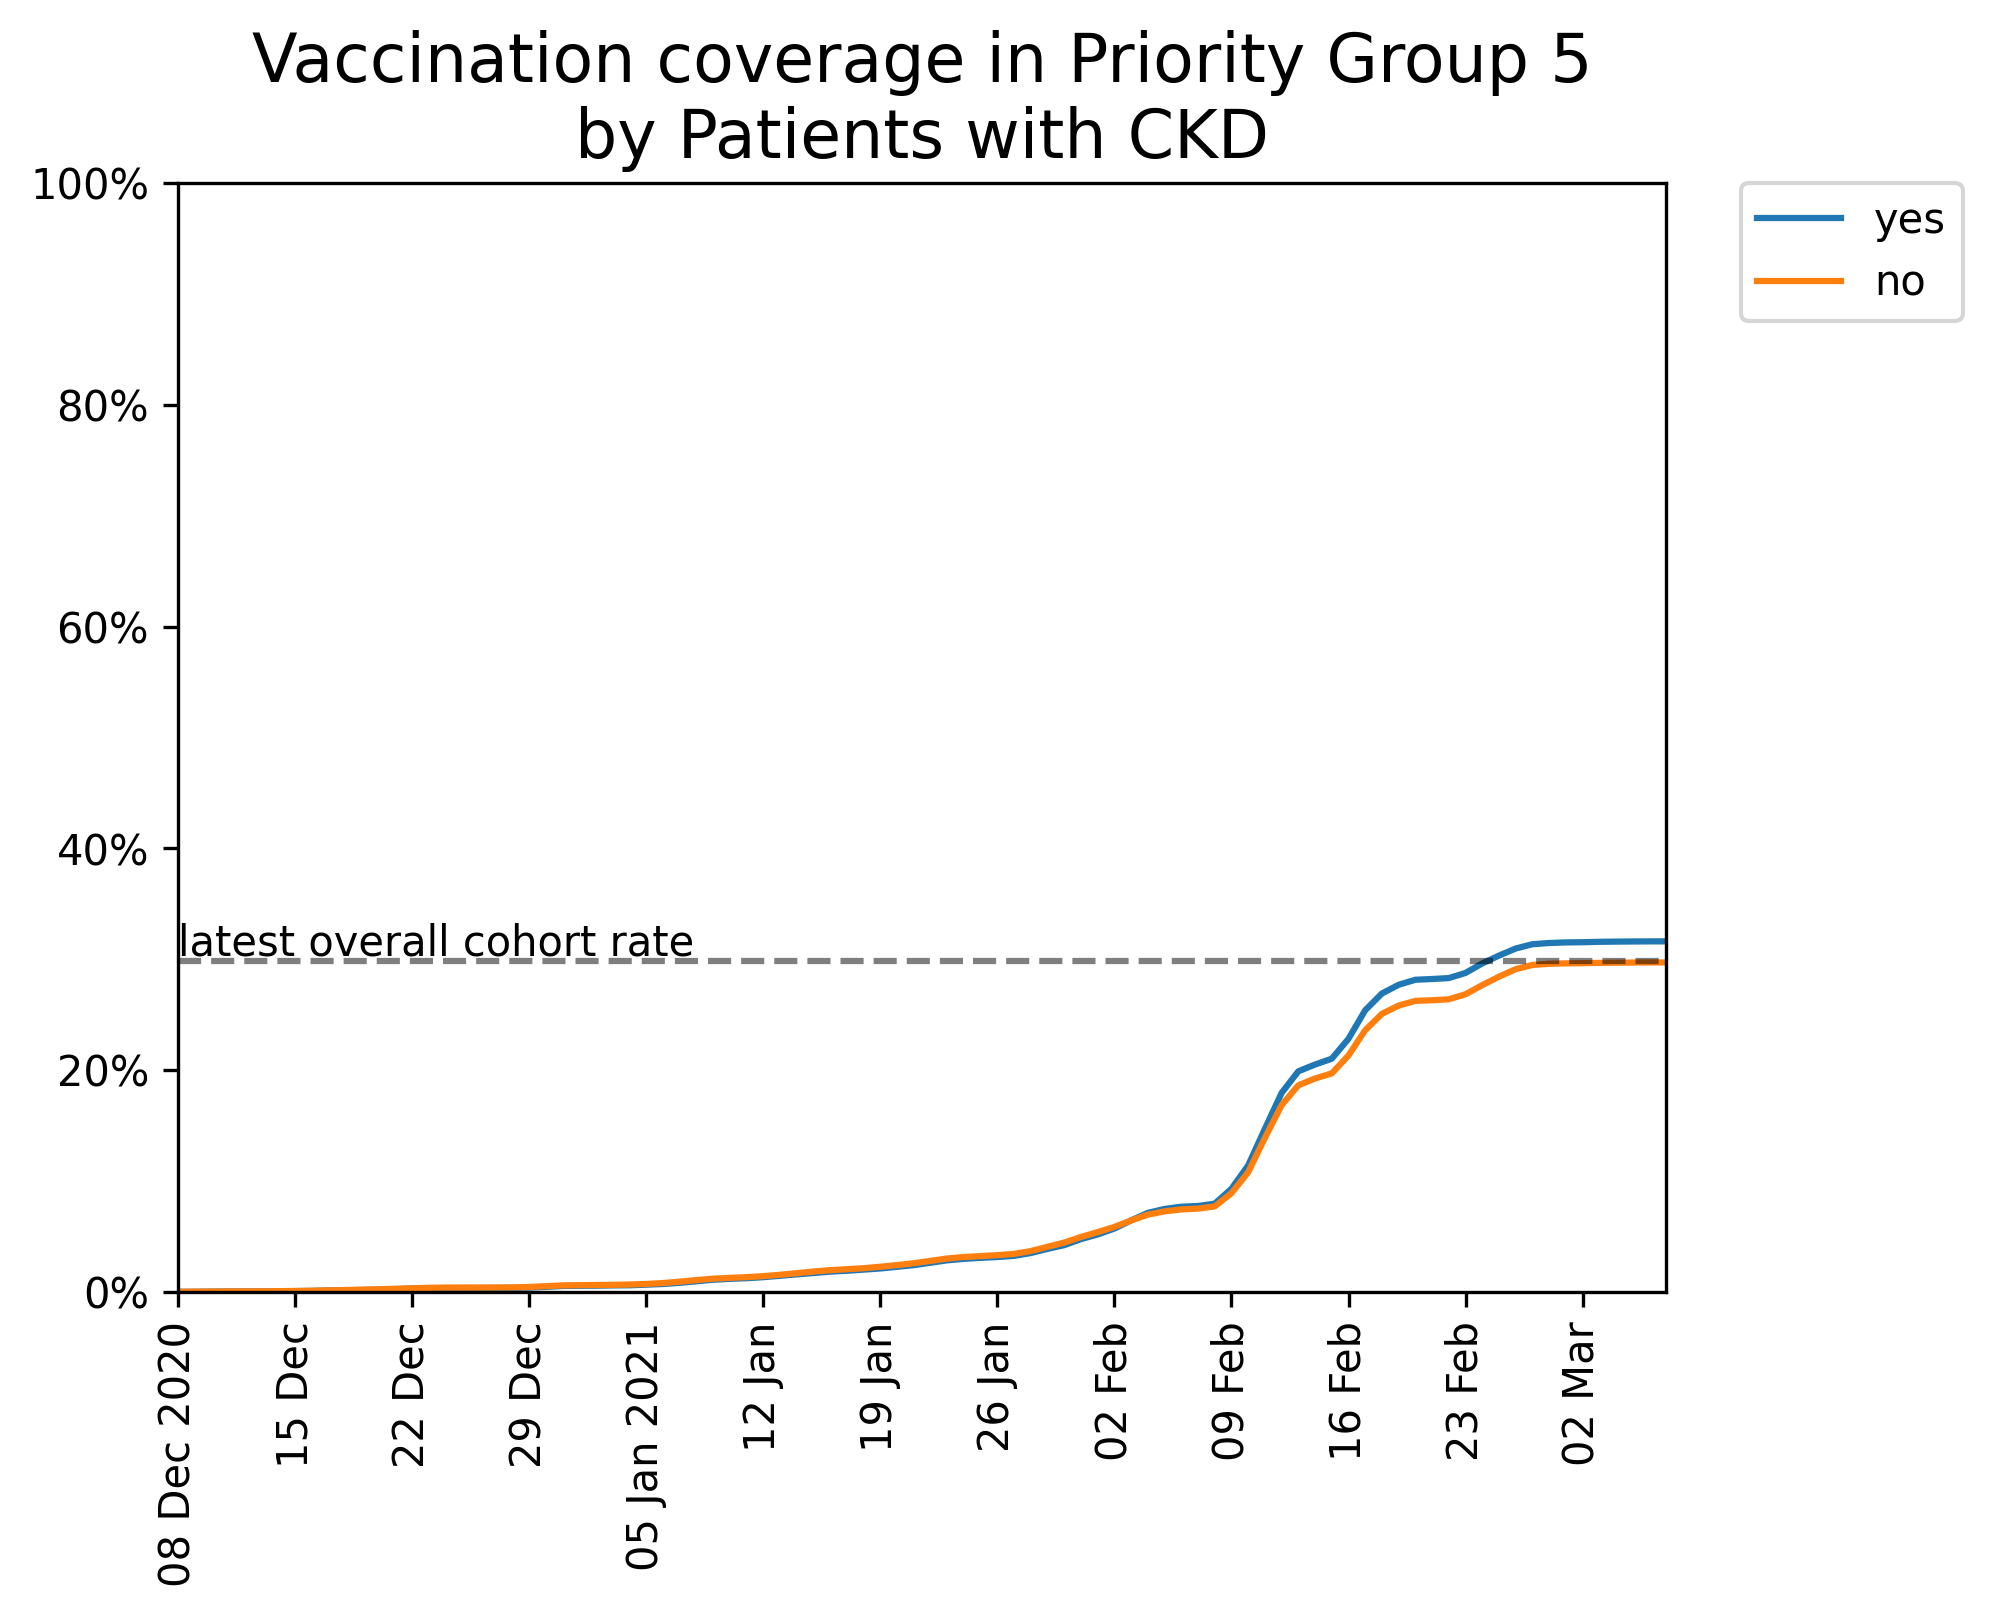 Vaccination coverage in Priority Group 5
by Patients with CKD
100%
80%
60%
40%
20%
0%
latest overall cohort rate
yes
no
08 Dec 2020
15 Dec
22 Dec
29 Dec
05 Jan 2021
12 Jan
19 Jan
26 Jan
02 Feb
09 Feb
16 Feb
23 Feb
02 Mar